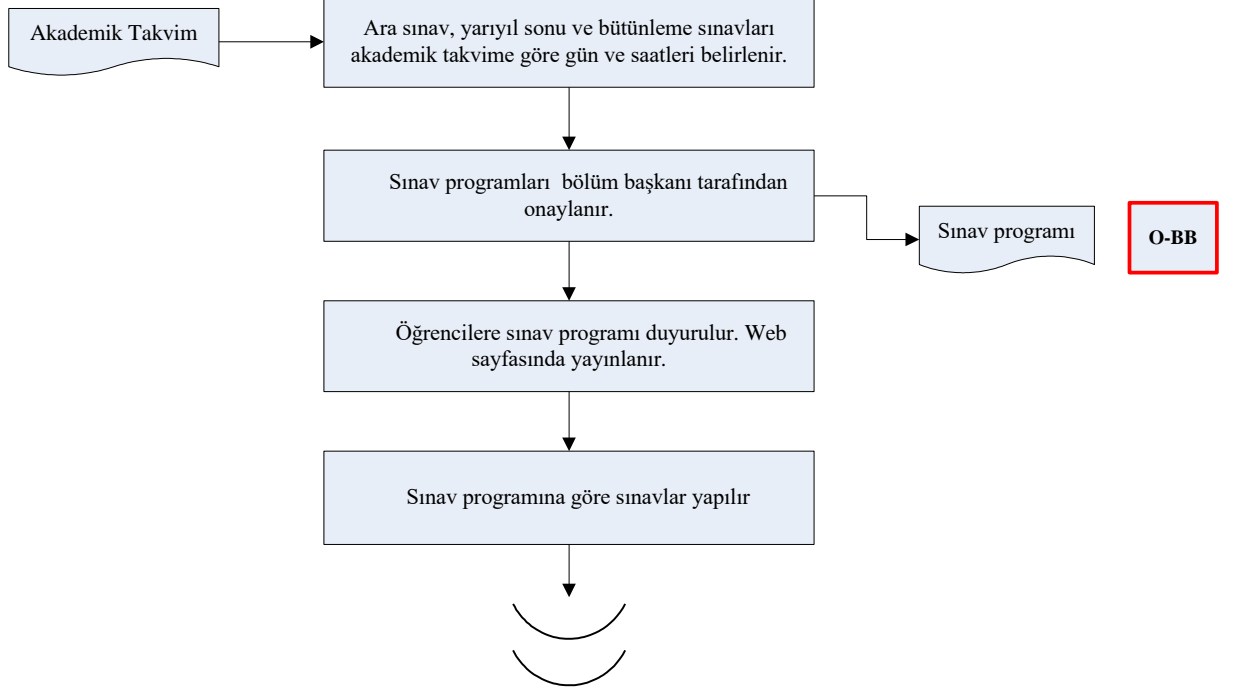 Akademik Takvim
Ara sınav, yarıyıl sonu ve bütünleme sınavları
akademik takvime göre gün ve saatleri belirlenir.
Sınav programları bölüm başkanı tarafından
onaylanır.
Sınav programı
O-BB
Öğrencilere sınav programı duyurulur. Web
sayfasında yayınlanır.
Sınav programına göre sınavlar yapılır